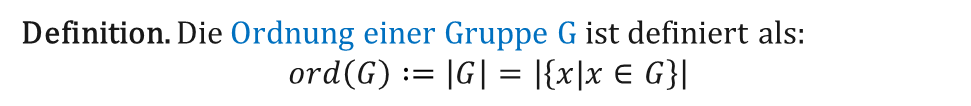 Definition. Die Ordnung einer Gruppe G ist definiert als:
𝑜𝑟𝑑(𝐺) := |𝐺| = |{𝑥|𝑥 ∈ 𝐺}|